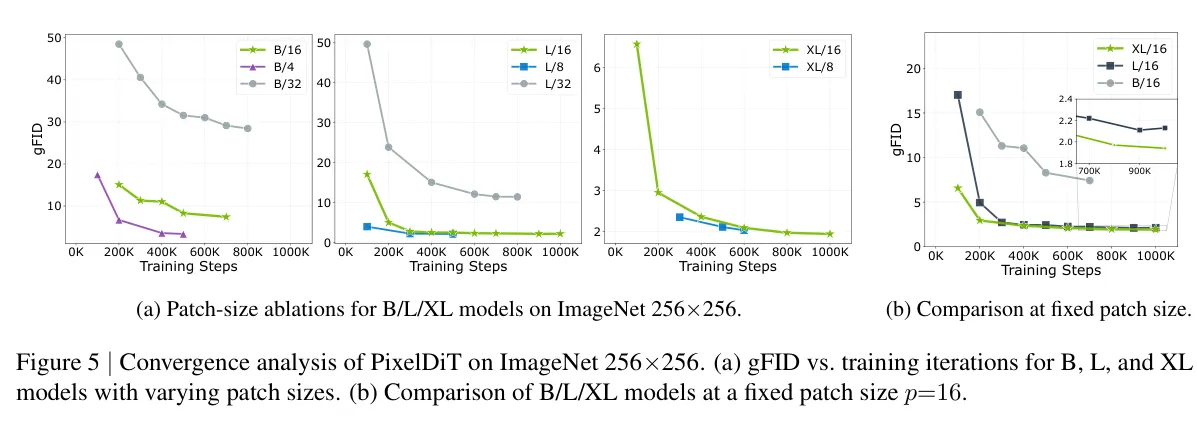 50
40
30
20
10
gFID
B/16
B/4
B/32
0K 200K 400K 600K 800K 1000K
Training Steps
50
40
30
20
10
0
L/16
L/8
L/32
0K 200K 400K 600K 800K 1000K
Training Steps
6
5
4
3
2
XL/16
XL/8
0K 200K 400K 600K 800K 1000K
Training Steps
20
15
10
5
0
gFID
XL/16
L/16
B/16
2.4
2.2
2.0
1.8
700K 900K
0K 200K 400K 600K 800K 1000K
Training Steps
(a) Patch-size ablations for B/L/XL models on ImageNet 256×256.
(b) Comparison at fixed patch size.
Figure 5 | Convergence analysis of PixelDiT on ImageNet 256×256. (a) gFID vs. training iterations for B, L, and XL
models with varying patch sizes. (b) Comparison of B/L/XL models at a fixed patch size p=16.